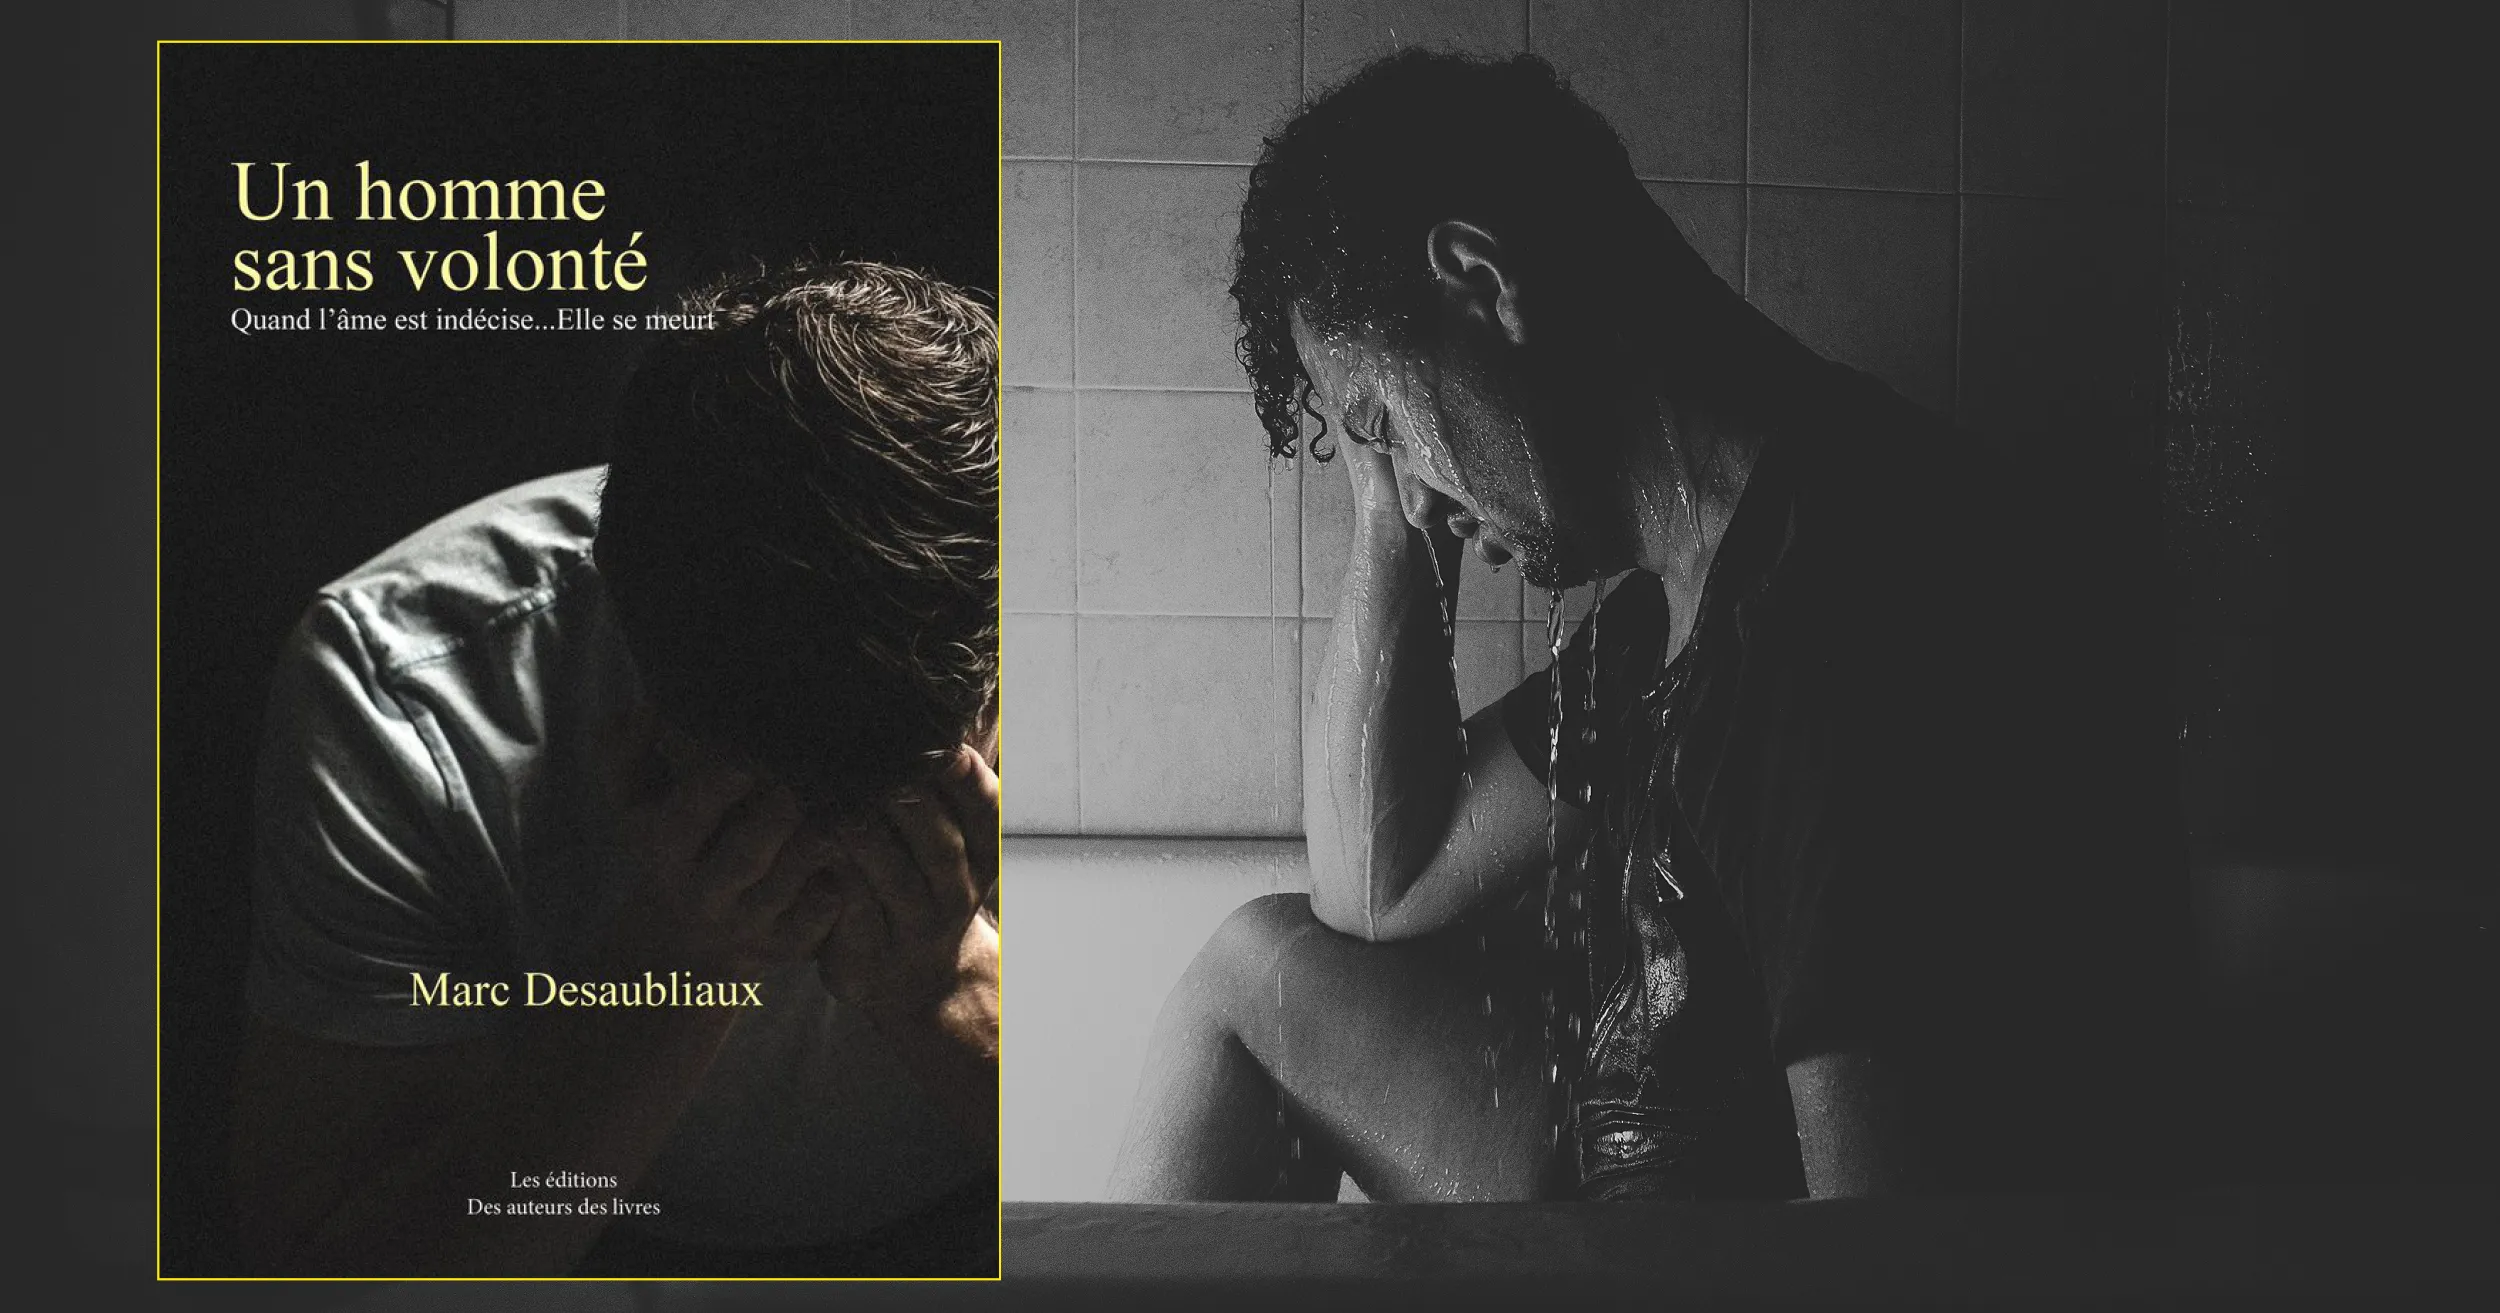 Un homme
sans volonté
Quand l’âme est indécise...Elle se meurt
Marc Desaubliaux
Les éditions
Des auteurs des livres